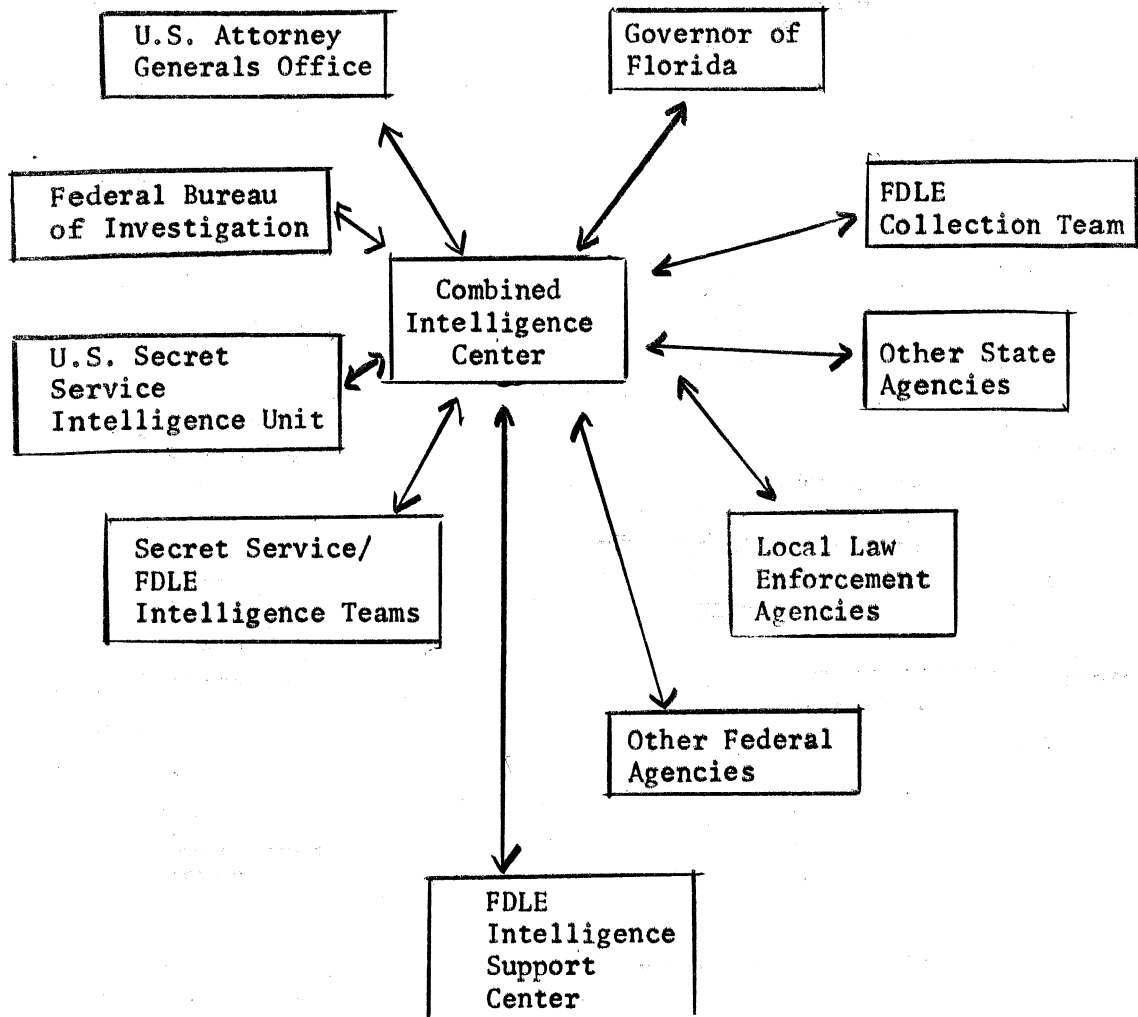 U.S. Attorney
Generals Office
Governor of
Florida
Federal Bureau
of Investigation
FDLE
Collection Team
Combined
Intelligence
Center
U.S. Secret
Service
Intelligence Unit
Other State
Agencies
Secret Service/
FDLE
Intelligence Teams
Local Law
Enforcement
Agencies
Other Federal
Agencies
FDLE
Intelligence
Support
Center